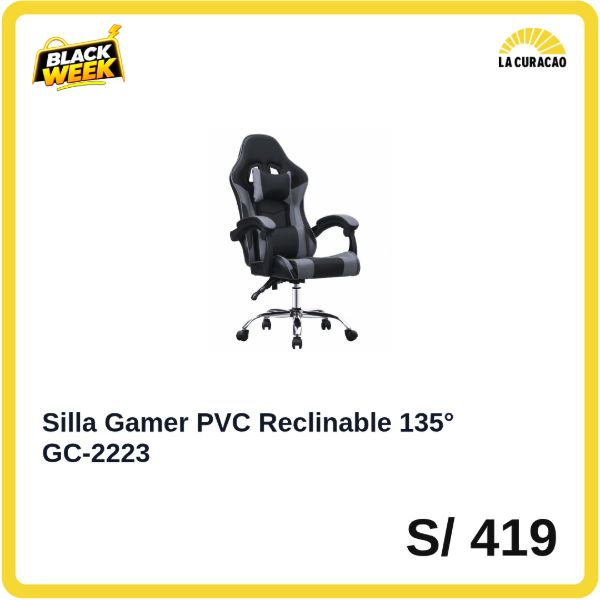 BLACK
WEEK
LA CURACAO
Silla Gamer PVC Reclinable 135°
GC-2223
S/ 419